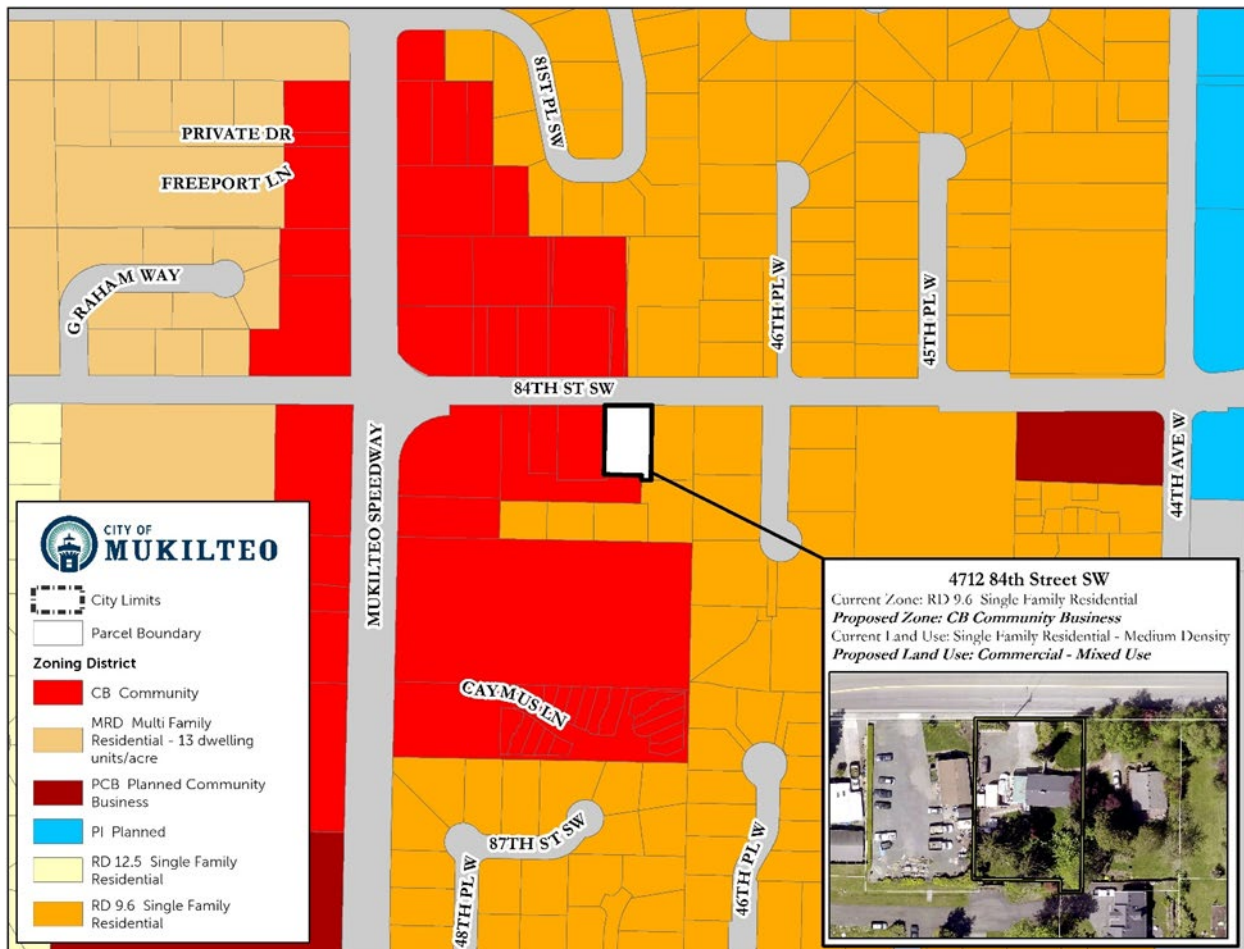 81ST PL SW
PRIVATE DR
FREEPORT LN
GRAHAM WAY
46TH PL W
45TH PL W
84TH ST SW
MUKILTEO SPEEDWAY
44TH AVE W
CAYMUS LN
87TH ST SW
48TH PL W
46TH PL W
CITY OF
MUKILTEO
City Limits
Parcel Boundary
Zoning District
CB Community
MRD Multi Family
Residential - 13 dwelling
units/acre
PCB Planned Community
Business
PI Planned
RD 12.5 Single Family
Residential
RD 9.6 Single Family
Residential
4712 84th Street SW
Current Zone: RD 9.6 Single Family Residential
Proposed Zone: CB Community Business
Current Land Use: Single Family Residential - Medium Density
Proposed Land Use: Commercial - Mixed Use